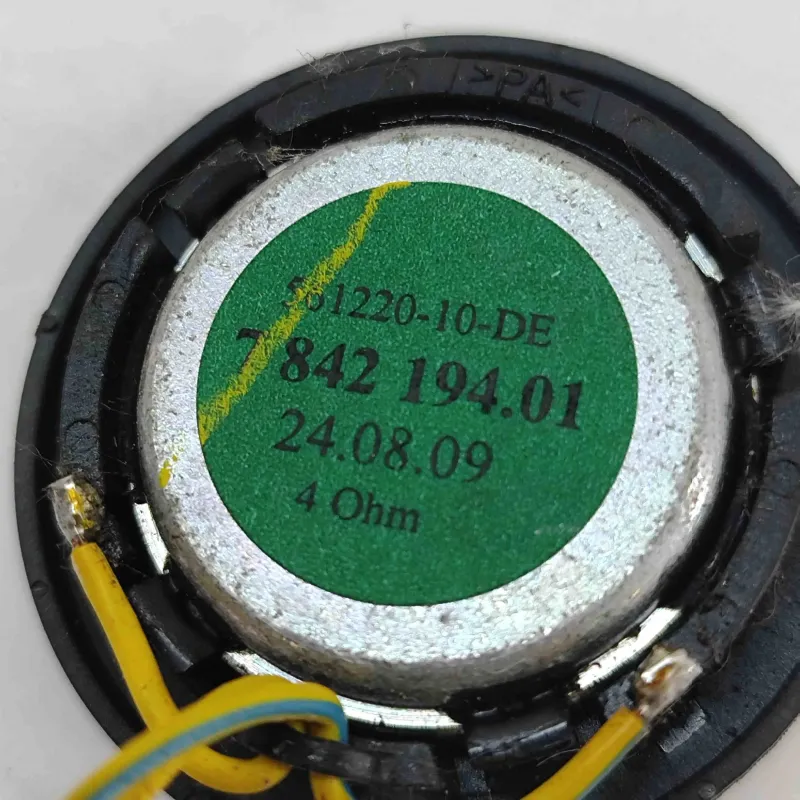 >PA<
561220-10-DE
7 842 194.01
24.08.09
4 Ohm